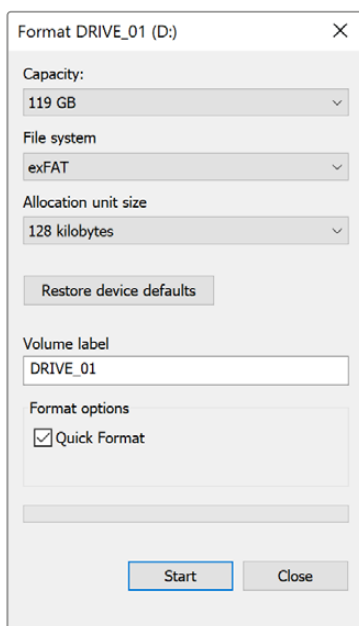 Format DRIVE_01 (D:)
Capacity:
119 GB
File system
exFAT
Allocation unit size
128 kilobytes
Restore device defaults
Volume label
DRIVE_01
Format options
Quick Format
Start
Close